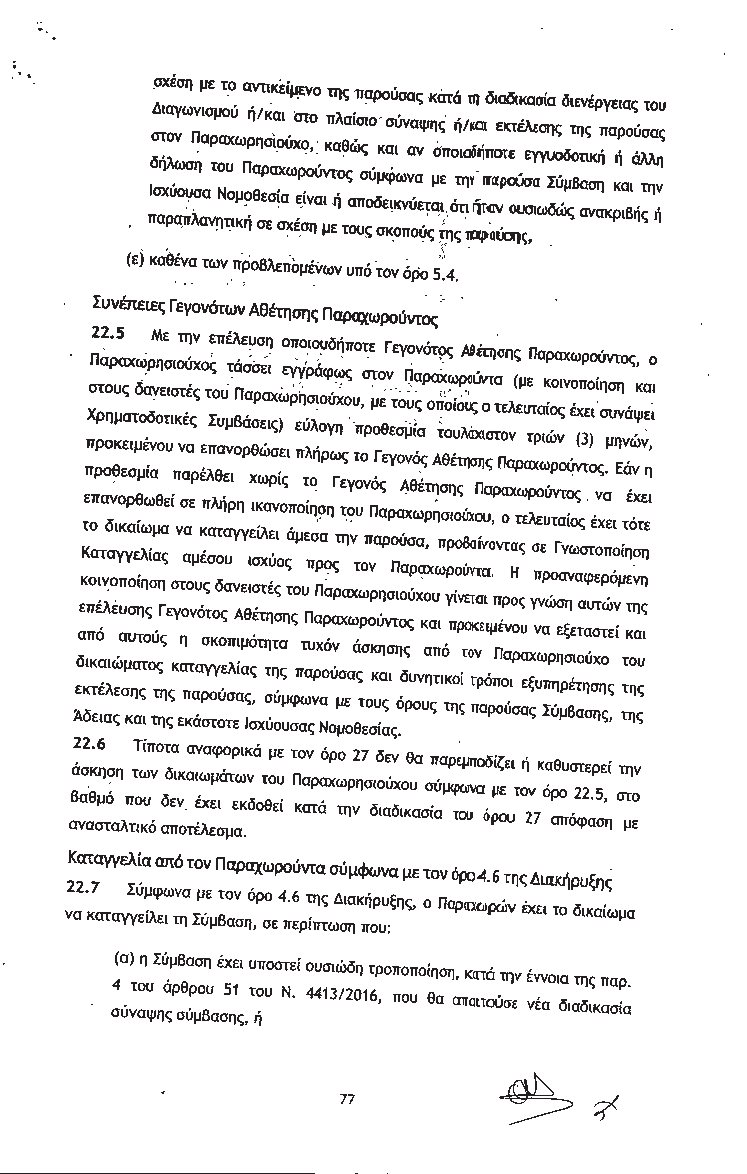 σχέση με το αντικείμενο της παρούσας κατά τη διαδικασία διενέργειας του
Διαγωνισμού ή/και στο πλαίσιο σύναψης ή/και εκτέλεσης της παρούσας
στον Παραχωρησιούχο, καθώς και αν οποιαδήποτε εγγυοδοτική ή άλλη
δήλωση του Παραχωρούντος σύμφωνα με την παρούσα Σύμβαση και την
Ισχύουσα Νομοθεσία είναι ή αποδεικνύεται ότι ήταν ουσιωδώς ανακριβής ή
παραπλανητική σε σχέση με τους σκοπούς της παρούσης,
(ε) καθένα των προβλεπομένων υπό τον όρο 5.4.
Συνέπειες Γεγονότων Αθέτησης Παραχωρούντος
22.5 Με την επέλευση οποιουδήποτε Γεγονότος Αθέτησης Παραχωρούντος, ο
Παραχωρησιούχος τάσσει εγγράφως στον Παραχωρούντα (με κοινοποίηση και
στους δανειστές του Παραχωρησιούχου, με τους οποίους ο τελευταίος έχει συνάψει
Χρηματοδοτικές Συμβάσεις) εύλογη προθεσμία τουλάχιστον τριών (3) μηνών,
προκειμένου να επανορθώσει πλήρως το Γεγονός Αθέτησης Παραχωρούντος. Εάν η
προθεσμία παρέλθει χωρίς το Γεγονός Αθέτησης Παραχωρούντος να έχει
επανορθωθεί σε πλήρη ικανοποίηση του Παραχωρησιούχου, ο τελευταίος έχει τότε
το δικαίωμα να καταγγείλει άμεσα την παρούσα, προβαίνοντας σε Γνωστοποίηση
Καταγγελίας αμέσου ισχύος προς τον Παραχωρούντα. Η προαναφερόμενη
κοινοποίηση στους δανειστές του Παραχωρησιούχου γίνεται προς γνώση αυτών της
επέλευσης Γεγονότος Αθέτησης Παραχωρούντος και προκειμένου να εξεταστεί και
από αυτούς η σκοπιμότητα τυχόν άσκησης από τον Παραχωρησιούχο του
δικαιώματος καταγγελίας της παρούσας και δυνητικοί τρόποι εξυπηρέτησης της
εκτέλεσης της παρούσας, σύμφωνα με τους όρους της παρούσας Σύμβασης, της
Άδειας και της εκάστοτε Ισχύουσας Νομοθεσίας.
22.6 Τίποτα αναφορικά με τον όρο 27 δεν θα παρεμποδίζει ή καθυστερεί την
άσκηση των δικαιωμάτων του Παραχωρησιούχου σύμφωνα με τον όρο 22.5, στο
βαθμό που δεν έχει εκδοθεί κατά την διαδικασία του όρου 27 απόφαση με
ανασταλτικό αποτέλεσμα.
Καταγγελία από τον Παραχωρούντα σύμφωνα με τον όρο 4.6 της Διακήρυξης
22.7 Σύμφωνα με τον όρο 4.6 της Διακήρυξης, ο Παραχωρών έχει το δικαίωμα
να καταγγείλει τη Σύμβαση, σε περίπτωση που:
(α) η Σύμβαση έχει υποστεί ουσιώδη τροποποίηση, κατά την έννοια της παρ.
4 του άρθρου 51 του Ν. 4413/2016, που θα απαιτούσε νέα διαδικασία
σύναψης σύμβασης, ή
77